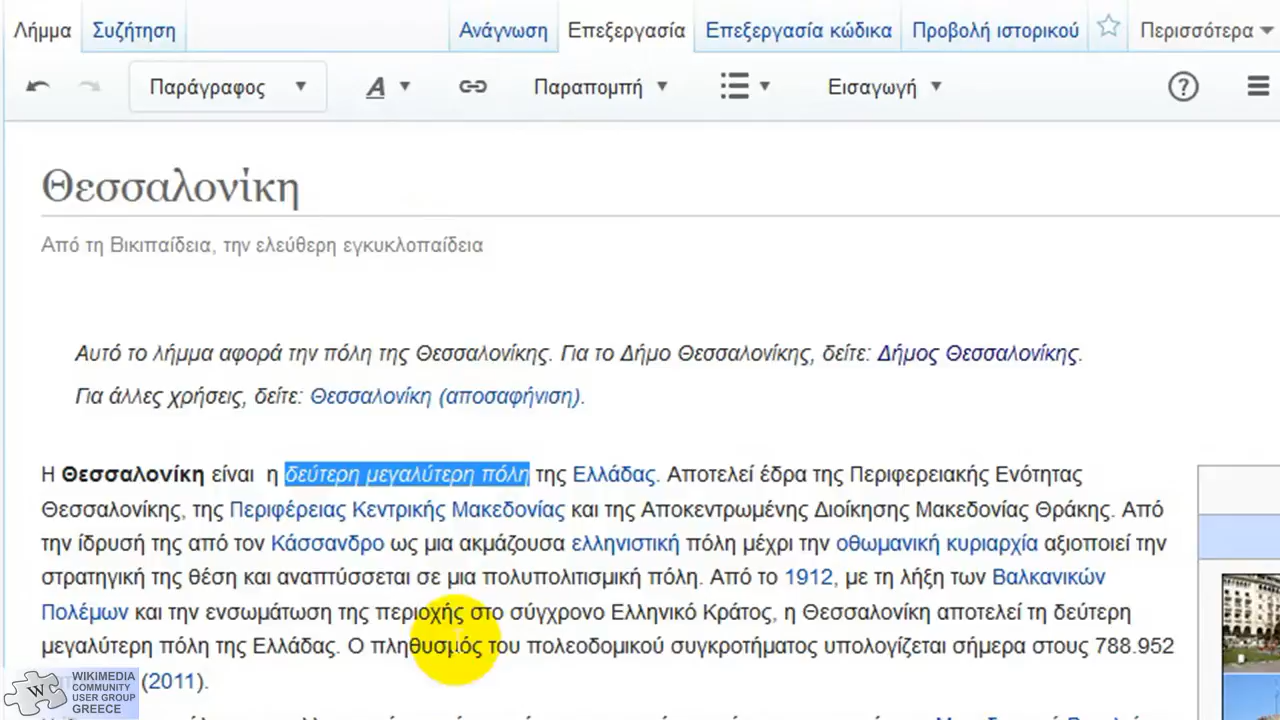 Λήμμα Συζήτηση Ανάγνωση Επεξεργασία Επεξεργασία κώδικα Προβολή ιστορικού Περισσότερα
Παράγραφος A Παραπομπή Εισαγωγή ?
Θεσσαλονίκη
Από τη Βικιπαίδεια, την ελεύθερη εγκυκλοπαίδεια
Αυτό το λήμμα αφορά την πόλη της Θεσσαλονίκης. Για το Δήμο Θεσσαλονίκης, δείτε: Δήμος Θεσσαλονίκης.
Για άλλες χρήσεις, δείτε: Θεσσαλονίκη (αποσαφήνιση).
Η Θεσσαλονίκη είναι η δεύτερη μεγαλύτερη πόλη της Ελλάδας. Αποτελεί έδρα της Περιφερειακής Ενότητας
Θεσσαλονίκης, της Περιφέρειας Κεντρικής Μακεδονίας και της Αποκεντρωμένης Διοίκησης Μακεδονίας Θράκης. Από
την ίδρυσή της από τον Κάσσανδρο ως μια ακμάζουσα ελληνιστική πόλη μέχρι την οθωμανική κυριαρχία αξιοποιεί την
στρατηγική της θέση και αναπτύσσεται σε μια πολυπολιτισμική πόλη. Από το 1912, με τη λήξη των Βαλκανικών
Πολέμων και την ενσωμάτωση της περιοχής στο σύγχρονο Ελληνικό Κράτος, η Θεσσαλονίκη αποτελεί τη δεύτερη
μεγαλύτερη πόλη της Ελλάδας. Ο πληθυσμός του πολεοδομικού συγκροτήματος υπολογίζεται σήμερα στους 788.952
(2011).
W
WIKIMEDIA
COMMUNITY
USER GROUP
GREECE